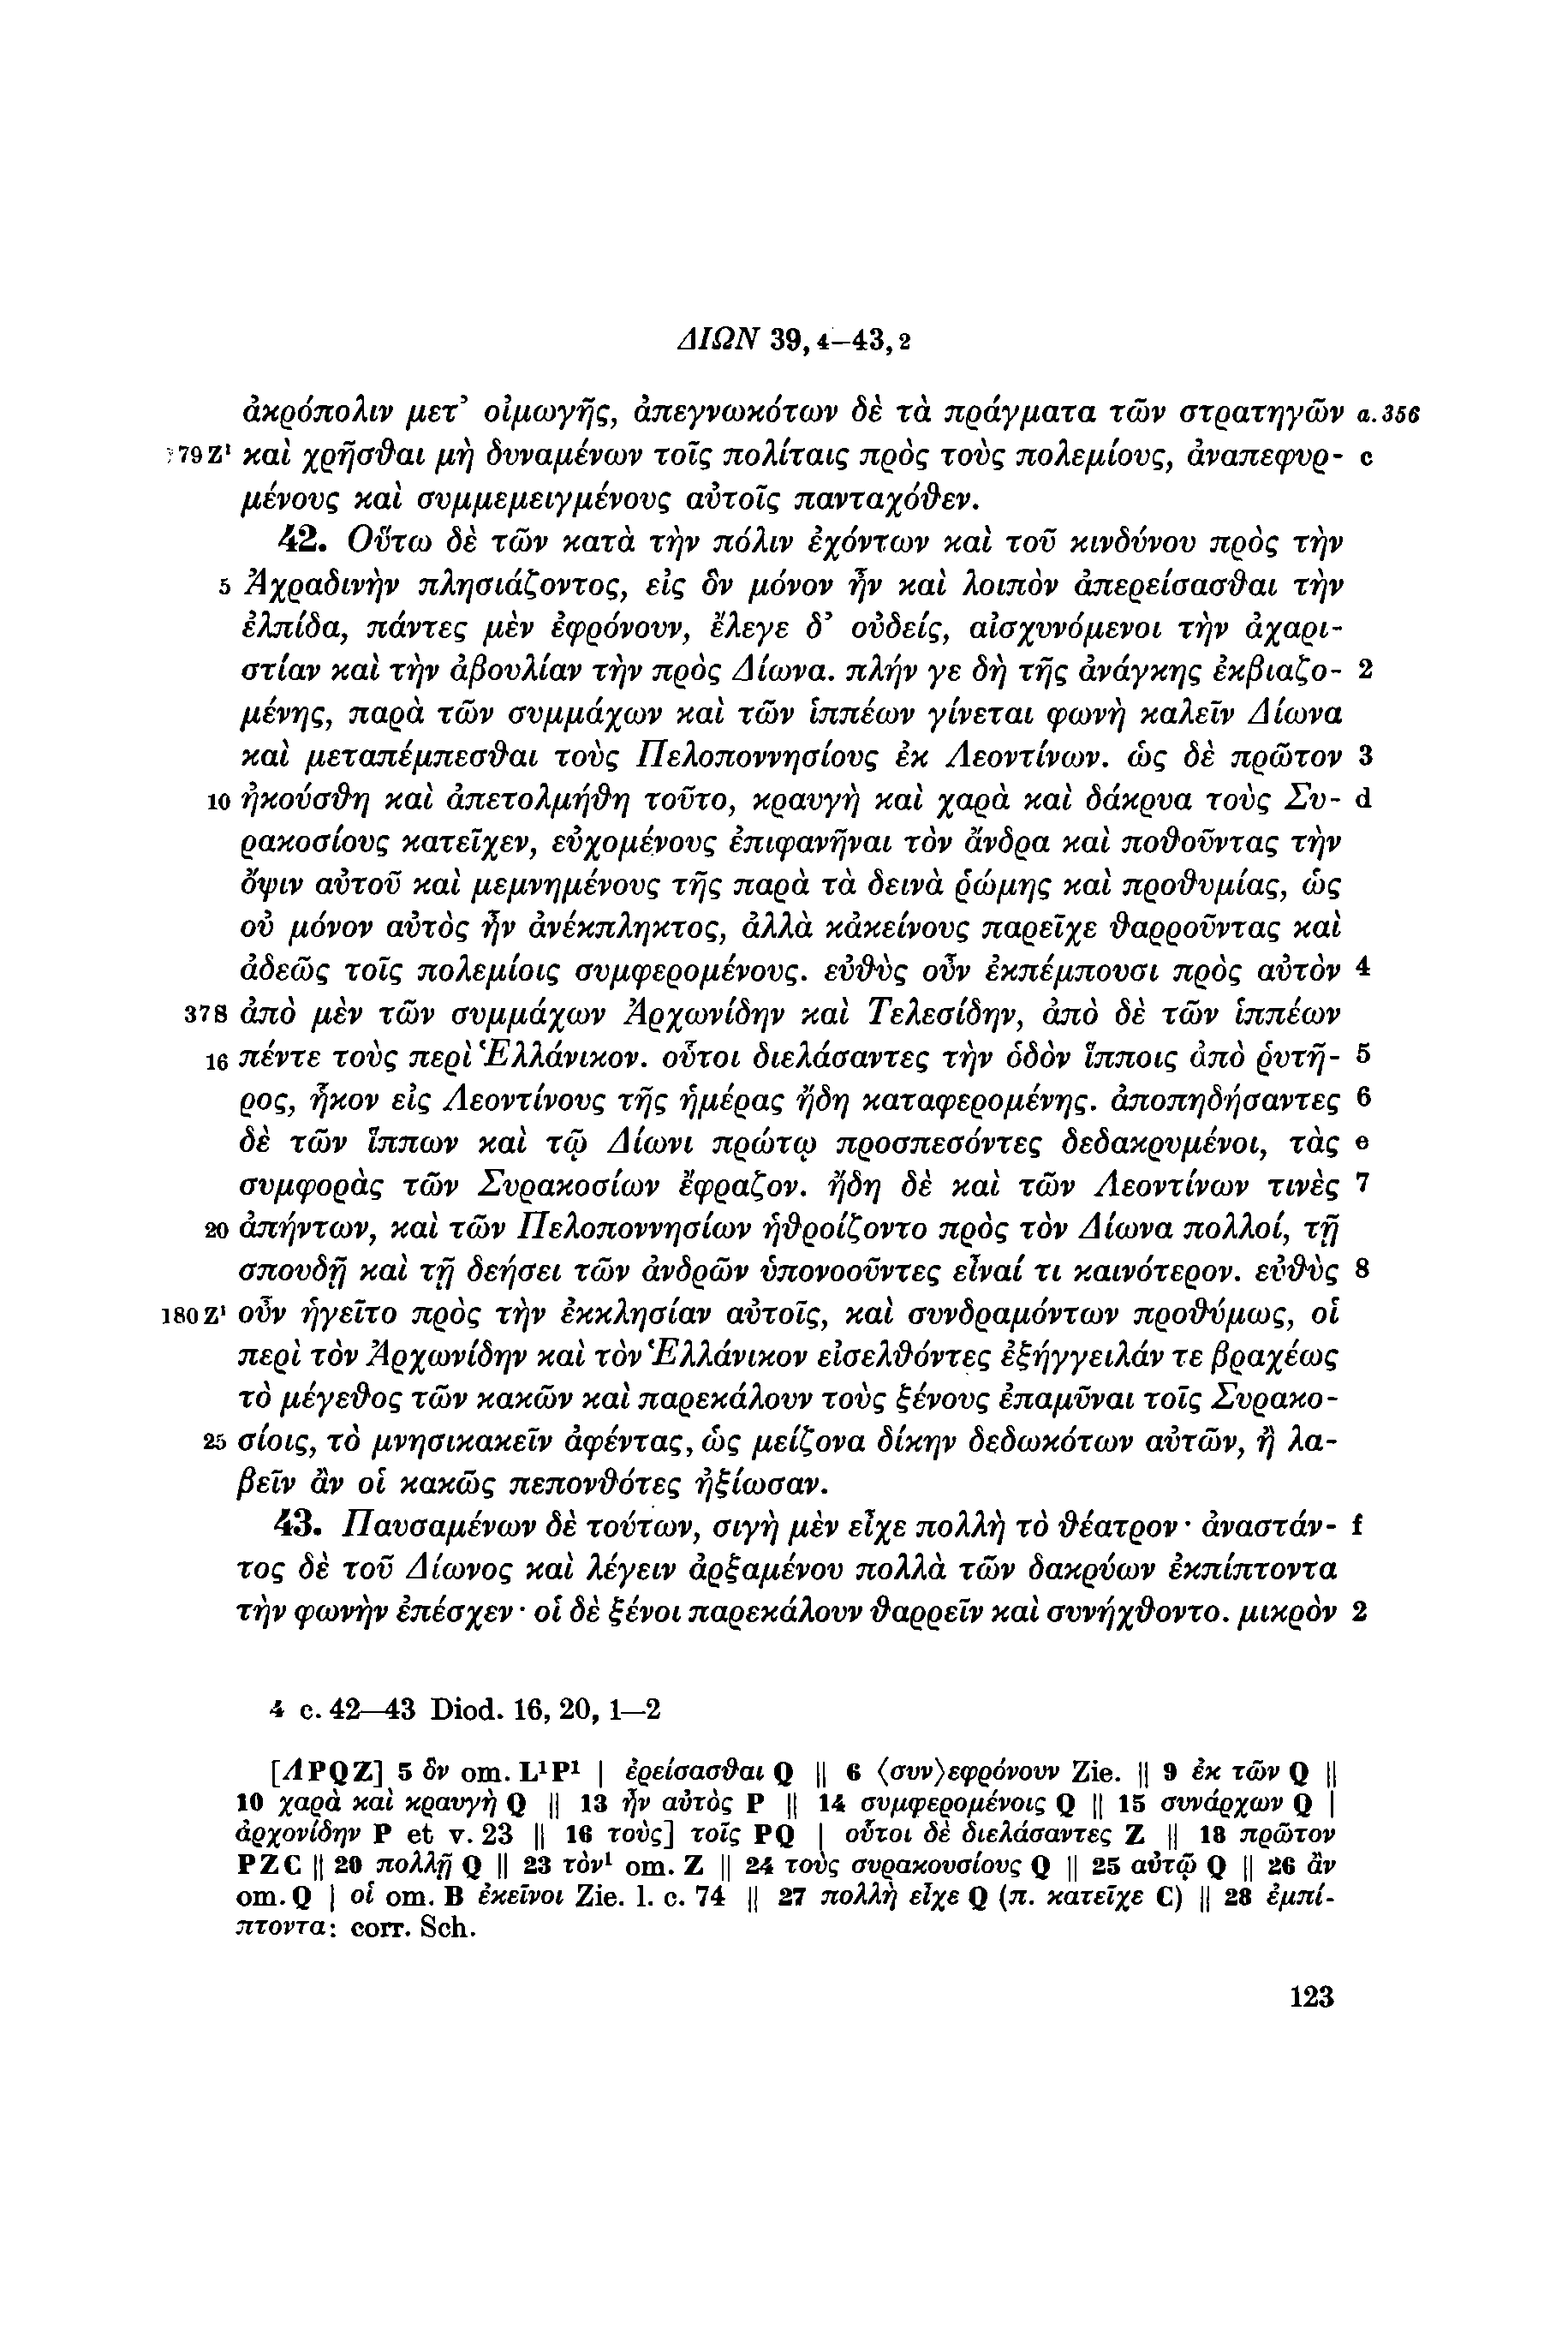 ΔΙΩΝ 39,4–43,2
ἀκρόπολιν μετ’ οἰμωγῆς, ἀπεγνωκότων δὲ τὰ πράγματα τῶν στρατηγῶν a. 356
79 Z¹ καὶ χρῆσθαι μὴ δυναμένων τοῖς πολίταις πρὸς τοὺς πολεμίους, ἀναπεφυρ- c
μένους καὶ συμμεμειγμένους αὐτοῖς πανταχόθεν.
42. Οὕτω δὲ τῶν κατὰ τὴν πόλιν ἐχόντων καὶ τοῦ κινδύνου πρὸς τὴν
5 Ἀχραδινὴν πλησιάζοντος, εἰς ὃν μόνον ἦν καὶ λοιπὸν ἀπερείσασθαι τὴν
ἐλπίδα, πάντες μὲν ἐφρόνουν, ἔλεγε δ’ οὐδείς, αἰσχυνόμενοι τὴν ἀχαρι-
στίαν καὶ τὴν ἀβουλίαν τὴν πρὸς Δίωνα. πλήν γε δὴ τῆς ἀνάγκης ἐκβιαζο- 2
μένης, παρὰ τῶν συμμάχων καὶ τῶν ἱππέων γίνεται φωνὴ καλεῖν Δίωνα
καὶ μεταπέμπεσθαι τοὺς Πελοποννησίους ἐκ Λεοντίνων. ὡς δὲ πρῶτον 3
10 ἠκούσθη καὶ ἀπετολμήθη τοῦτο, κραυγὴ καὶ χαρὰ καὶ δάκρυα τοὺς Συ- d
ρακοσίους κατεῖχεν, εὐχομένους ἐπιφανῆναι τὸν ἄνδρα καὶ ποθοῦντας τὴν
ὄψιν αὐτοῦ καὶ μεμνημένους τῆς παρὰ τὰ δεινὰ ῥώμης καὶ προθυμίας, ὡς
οὐ μόνον αὐτὸς ἦν ἀνέκπληκτος, ἀλλὰ κἀκείνους παρεῖχε θαρροῦντας καὶ
ἀδεῶς τοῖς πολεμίοις συμφερομένους. εὐθὺς οὖν ἐκπέμπουσι πρὸς αὐτὸν 4
378 ἀπὸ μὲν τῶν συμμάχων Ἀρχωνίδην καὶ Τελεσίδην, ἀπὸ δὲ τῶν ἱππέων
16 πέντε τοὺς περὶ Ἑλλάνικον. οὗτοι διελάσαντες τὴν ὁδὸν ἵπποις ἀπὸ ῥυτῆ- 5
ρος, ἧκον εἰς Λεοντίνους τῆς ἡμέρας ἤδη καταφερομένης. ἀποπηδήσαντες 6
δὲ τῶν ἵππων καὶ τῷ Δίωνι πρώτῳ προσπεσόντες δεδακρυμένοι, τὰς e
συμφορὰς τῶν Συρακοσίων ἔφραζον. ἤδη δὲ καὶ τῶν Λεοντίνων τινὲς 7
20 ἀπήντων, καὶ τῶν Πελοποννησίων ἠθροίζοντο πρὸς τὸν Δίωνα πολλοί, τῇ
σπουδῇ καὶ τῇ δεήσει τῶν ἀνδρῶν ὑπονοοῦντες εἶναί τι καινότερον. εὐθὺς 8
180 Z¹ οὖν ἡγεῖτο πρὸς τὴν ἐκκλησίαν αὐτοῖς, καὶ συνδραμόντων προθύμως, οἱ
περὶ τὸν Ἀρχωνίδην καὶ τὸν Ἑλλάνικον εἰσελθόντες ἐξήγγειλάν τε βραχέως
τὸ μέγεθος τῶν κακῶν καὶ παρεκάλουν τοὺς ξένους ἐπαμῦναι τοῖς Συρακο-
25 σίοις, τὸ μνησικακεῖν ἀφέντας, ὡς μείζονα δίκην δεδωκότων αὐτῶν, ἢ λα-
βεῖν ἂν οἱ κακῶς πεπονθότες ἠξίωσαν.
43. Παυσαμένων δὲ τούτων, σιγὴ μὲν εἶχε πολλὴ τὸ θέατρον· ἀναστάν- f
τος δὲ τοῦ Δίωνος καὶ λέγειν ἀρξαμένου πολλὰ τῶν δακρύων ἐκπίπτοντα
τὴν φωνὴν ἐπέσχεν· οἱ δὲ ξένοι παρεκάλουν θαρρεῖν καὶ συνήχθοντο. μικρὸν 2
4 c. 42—43 Diod. 16, 20, 1—2
[ΛPQZ] 5 ὃν om. L¹P¹ | ἐρείσασθαι Q || 6 ⟨συν⟩εφρόνουν Zie. || 9 ἐκ τῶν Q ||
10 χαρὰ καὶ κραυγὴ Q || 13 ἦν αὐτὸς P || 14 συμφερομένοις Q || 15 συνάρχων Q |
ἀρχονίδην P et v. 23 || 16 τοὺς] τοῖς PQ | οὗτοι δὲ διελάσαντες Z || 18 πρῶτον
PZC || 20 πολλῇ Q || 23 τὸν¹ om. Z || 24 τοὺς συρακουσίους Q || 25 αὐτῷ Q || 26 ἂν
om. Q | οἱ om. B ἐκεῖνοι Zie. l. c. 74 || 27 πολλὴ εἶχε Q (π. κατεῖχε C) || 28 ἐμπί-
πτοντα: corr. Sch.
123